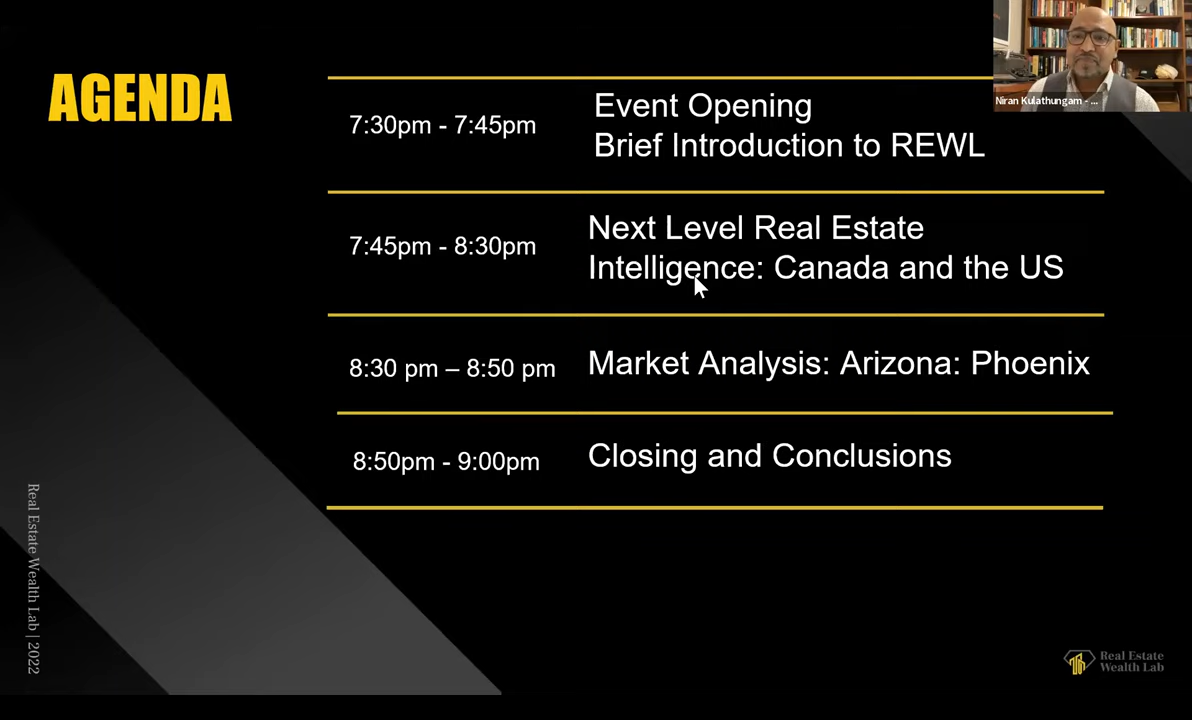 AGENDA
7:30pm - 7:45pm
Event Opening
Brief Introduction to REWL
7:45pm - 8:30pm
Next Level Real Estate
Intelligence: Canada and the US
8:30 pm – 8:50 pm
Market Analysis: Arizona: Phoenix
8:50pm - 9:00pm
Closing and Conclusions
Niran Kulathungam - ...
Real Estate Wealth Lab | 2022
Real Estate
Wealth Lab